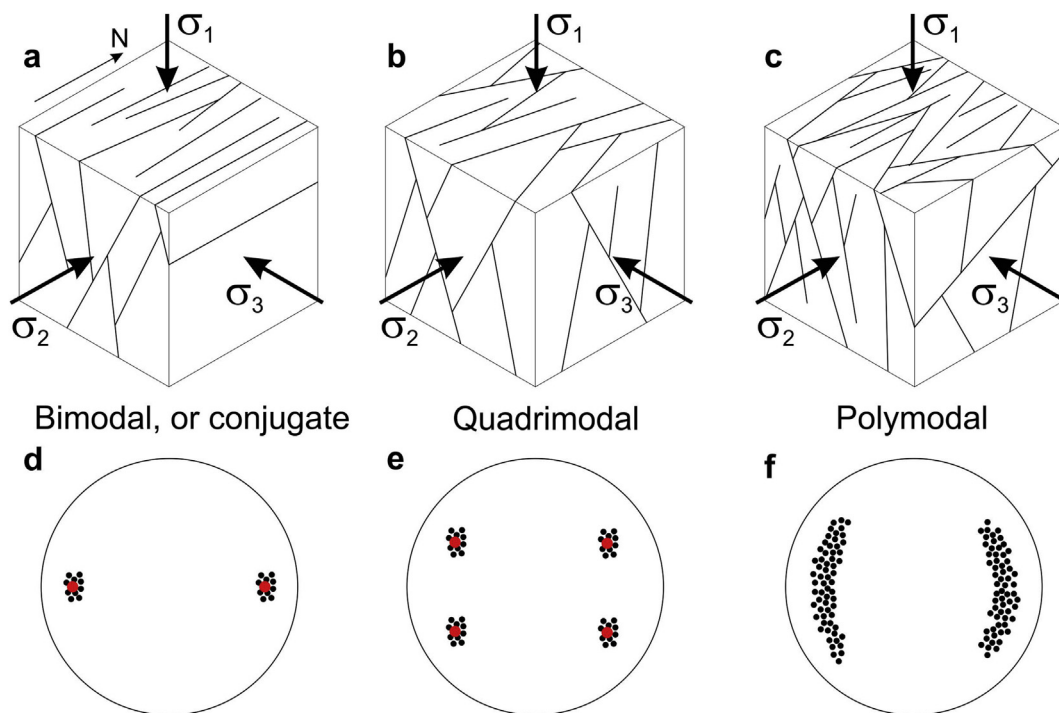 a
N
σ1
σ2
σ3
b
σ1
σ2
σ3
c
σ1
σ2
σ3
Bimodal, or conjugate
Quadrimodal
Polymodal
d
e
f